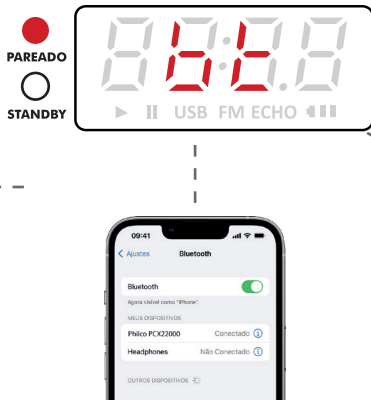 PAREADO
STANDBY
bt
USB FM ECHO
09:41
Ajustes Bluetooth
Bluetooth
Agora visível como "iPhone".
MEUS DISPOSITIVOS
Philco PCX22000 Conectado
Headphones Não Conectado
OUTROS DISPOSITIVOS